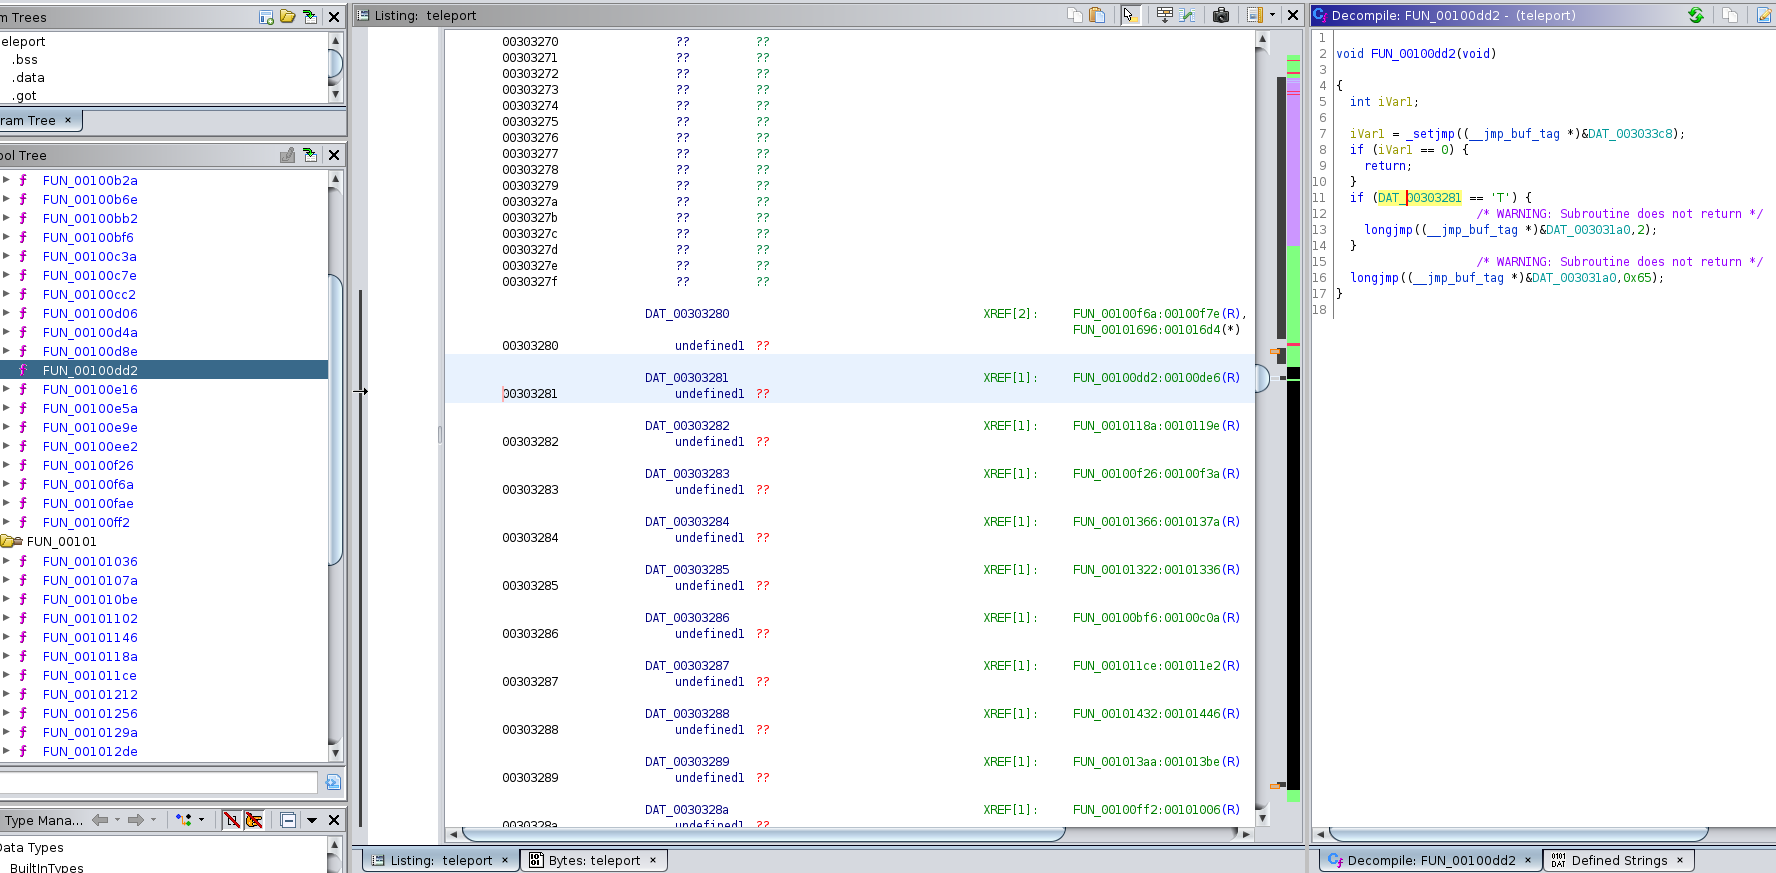 m Trees
eleport
.bss
.data
.got
ram Tree ×
ool Tree
FUN_00100b2a
FUN_00100b6e
FUN_00100bb2
FUN_00100bf6
FUN_00100c3a
FUN_00100c7e
FUN_00100cc2
FUN_00100d06
FUN_00100d4a
FUN_00100d8e
FUN_00100dd2
FUN_00100e16
FUN_00100e5a
FUN_00100e9e
FUN_00100ee2
FUN_00100f26
FUN_00100f6a
FUN_00100fae
FUN_00100ff2
FUN_00101
FUN_00101036
FUN_0010107a
FUN_001010be
FUN_00101102
FUN_00101146
FUN_0010118a
FUN_001011ce
FUN_00101212
FUN_00101256
FUN_0010129a
FUN_001012de
Type Mana...
Data Types
BuiltInTypes
Listing: teleport
00303270 ?? ??
00303271 ?? ??
00303272 ?? ??
00303273 ?? ??
00303274 ?? ??
00303275 ?? ??
00303276 ?? ??
00303277 ?? ??
00303278 ?? ??
00303279 ?? ??
0030327a ?? ??
0030327b ?? ??
0030327c ?? ??
0030327d ?? ??
0030327e ?? ??
0030327f ?? ??
DAT_00303280 XREF[2]: FUN_00100f6a:00100f7e(R),
FUN_00101696:001016d4(*)
00303280 undefined1 ??
DAT_00303281 XREF[1]: FUN_00100dd2:00100de6(R)
00303281 undefined1 ??
DAT_00303282 XREF[1]: FUN_0010118a:0010119e(R)
00303282 undefined1 ??
DAT_00303283 XREF[1]: FUN_00100f26:00100f3a(R)
00303283 undefined1 ??
DAT_00303284 XREF[1]: FUN_00101366:0010137a(R)
00303284 undefined1 ??
DAT_00303285 XREF[1]: FUN_00101322:00101336(R)
00303285 undefined1 ??
DAT_00303286 XREF[1]: FUN_00100bf6:00100c0a(R)
00303286 undefined1 ??
DAT_00303287 XREF[1]: FUN_001011ce:001011e2(R)
00303287 undefined1 ??
DAT_00303288 XREF[1]: FUN_00101432:00101446(R)
00303288 undefined1 ??
DAT_00303289 XREF[1]: FUN_001013aa:001013be(R)
00303289 undefined1 ??
DAT_0030328a XREF[1]: FUN_00100ff2:00101006(R)
0030328a undefined1 ??
Listing: teleport × Bytes: teleport ×
Decompile: FUN_00100dd2 - (teleport)
1
2 void FUN_00100dd2(void)
3
4 {
5 int iVar1;
6
7 iVar1 = _setjmp((__jmp_buf_tag *)&DAT_003033c8);
8 if (iVar1 == 0) {
9 return;
10 }
11 if (DAT_00303281 == 'T') {
12 /* WARNING: Subroutine does not return */
13 longjmp((__jmp_buf_tag *)&DAT_003031a0,2);
14 }
15 /* WARNING: Subroutine does not return */
16 longjmp((__jmp_buf_tag *)&DAT_003031a0,0x65);
17 }
18
Decompile: FUN_00100dd2 × Defined Strings ×